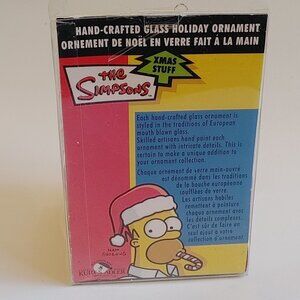 HAND-CRAFTED GLASS HOLIDAY ORNAMENT
ORNEMENT DE NOËL EN VERRE FAIT À LA MAIN
XMAS
STUFF
the
SIMPSONS
Each hand-crafted glass ornament is
styled in the traditions of European
mouth blown glass.
Skilled artisans hand paint each
ornament with intricate details. This is
certain to make a unique addition to
your ornament collection.
Chaque ornement de verre main-ouvré
est dénommé dans les traditions
de la bouche européenne
soufflées de verre.
Les artisans habiles
remettent à peinture
chaque ornement avec
les détails complexes.
C'est sûr de faire un
seul ajout à votre
collection d'ornement
MATT
GROENING
KURT ADLER